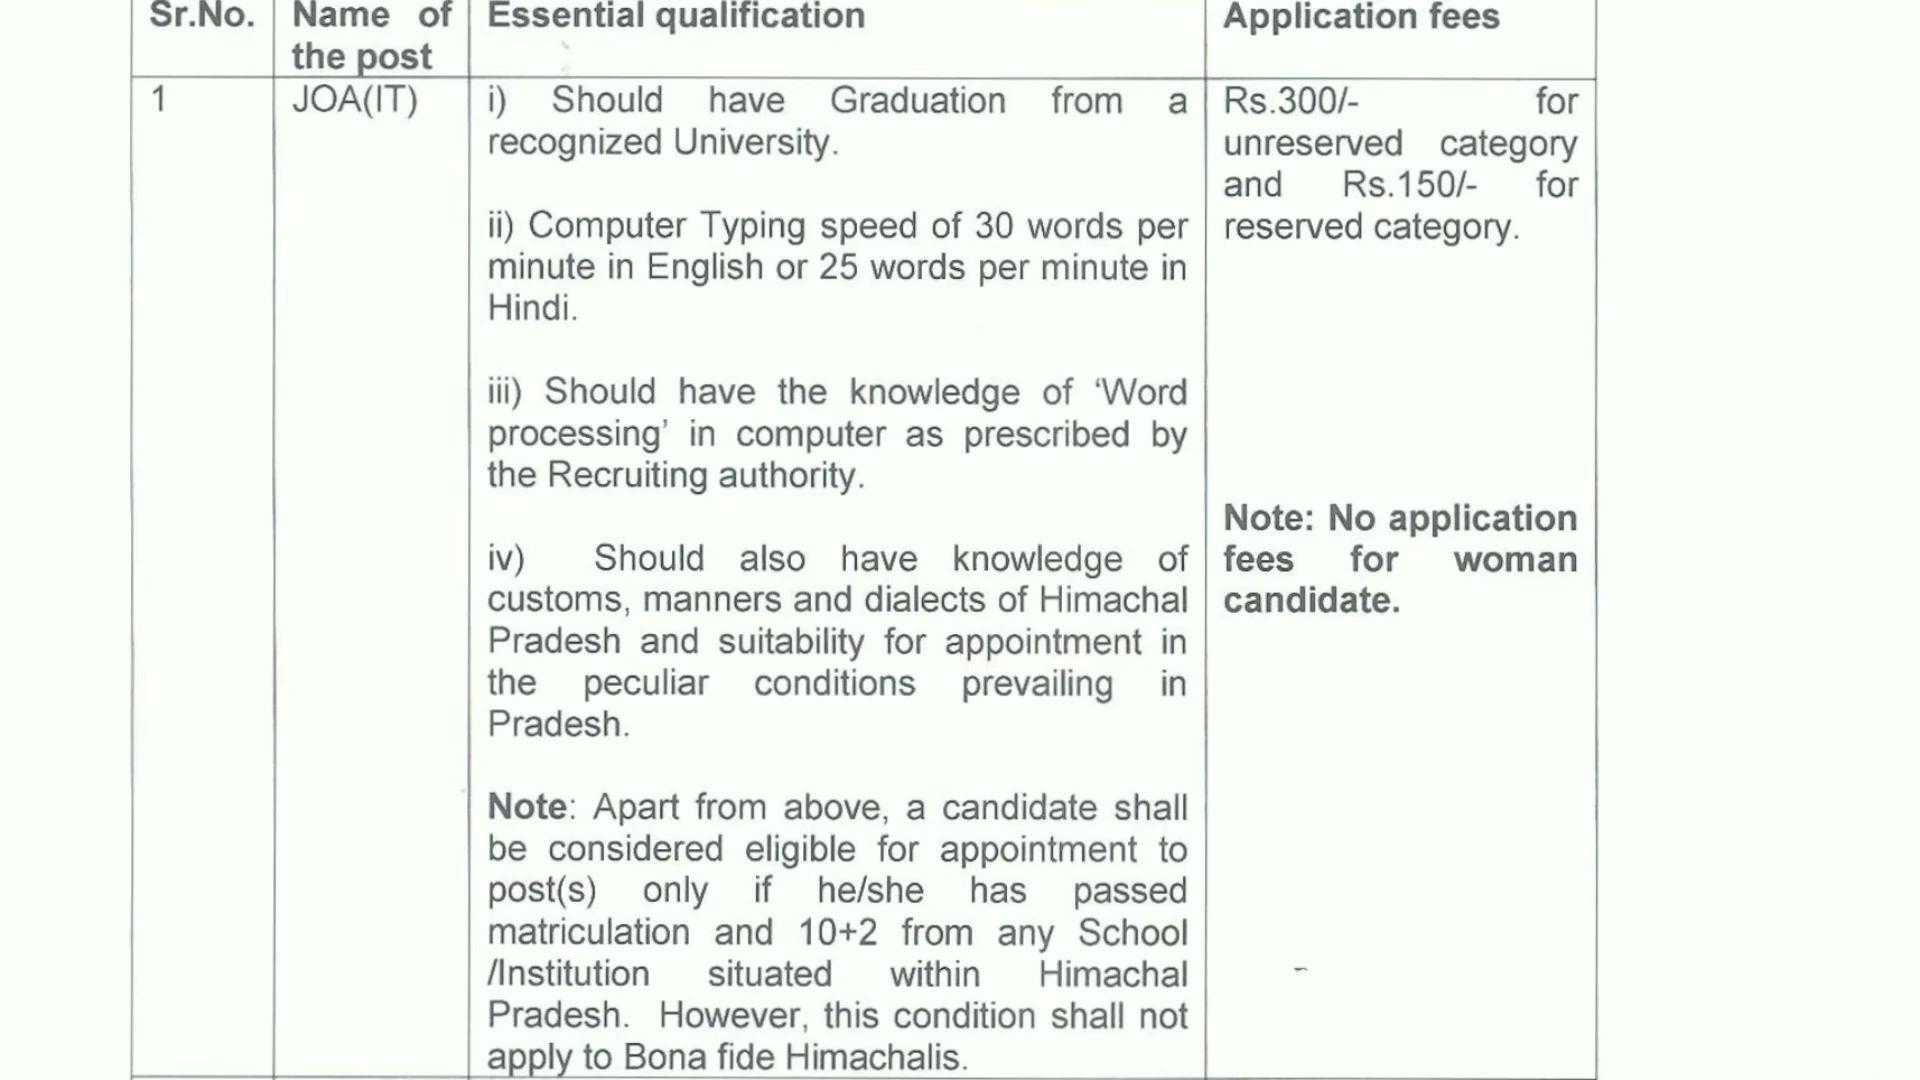 Sr.No.
Name of
the post
Essential qualification
Application fees
1
JOA(IT)
i) Should have Graduation from a
recognized University.
ii) Computer Typing speed of 30 words per
minute in English or 25 words per minute in
Hindi.
iii) Should have the knowledge of ‘Word
processing’ in computer as prescribed by
the Recruiting authority.
iv) Should also have knowledge of
customs, manners and dialects of Himachal
Pradesh and suitability for appointment in
the peculiar conditions prevailing in
Pradesh.
Note: Apart from above, a candidate shall
be considered eligible for appointment to
post(s) only if he/she has passed
matriculation and 10+2 from any School
/Institution situated within Himachal
Pradesh. However, this condition shall not
apply to Bona fide Himachalis.
Rs.300/- for
unreserved category
and Rs.150/- for
reserved category.
Note: No application
fees for woman
candidate.